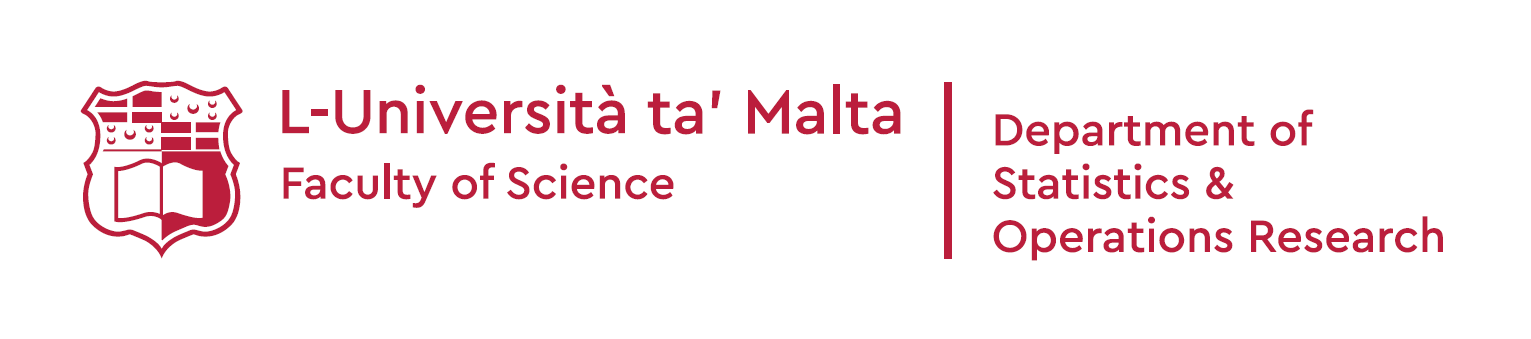 L-Università ta' Malta
Faculty of Science
Department of
Statistics &
Operations Research